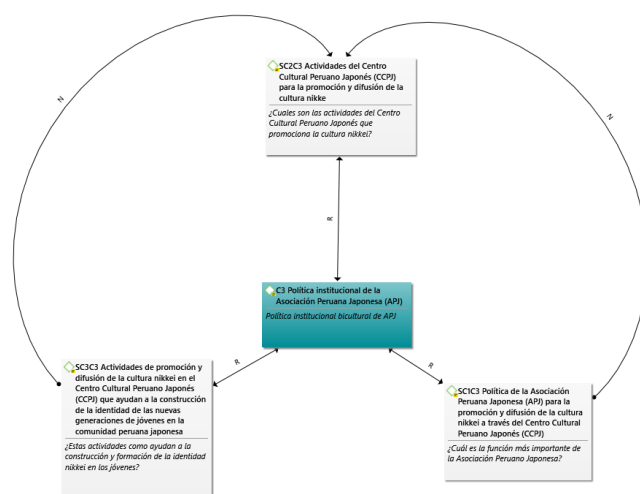 SC2C3 Actividades del Centro
Cultural Peruano Japonés (CCPJ)
para la promoción y difusión de la
cultura nikke
¿Cuales son las actividades del Centro
Cultural Peruano Japonés que
promociona la cultura nikkei?
N
N
R
C3 Política institucional de la
Asociación Peruana Japonesa (APJ)
Política institucional bicultural de APJ
R
R
SC3C3 Actividades de promoción y
difusión de la cultura nikkei en el
Centro Cultural Peruano Japonés
(CCPJ) que ayudan a la construcción
de la identidad de las nuevas
generaciones de jóvenes en la
comunidad peruana japonesa
¿Estas actividades como ayudan a la
construcción y formación de la identidad
nikkei en los jóvenes?
SC1C3 Política de la Asociación
Peruana Japonesa (APJ) para la
promoción y difusión de la cultura
nikkei a través del Centro Cultural
Peruano Japonés (CCPJ)
¿Cuál es la función más importante de
la Asociación Peruano Japonesa?